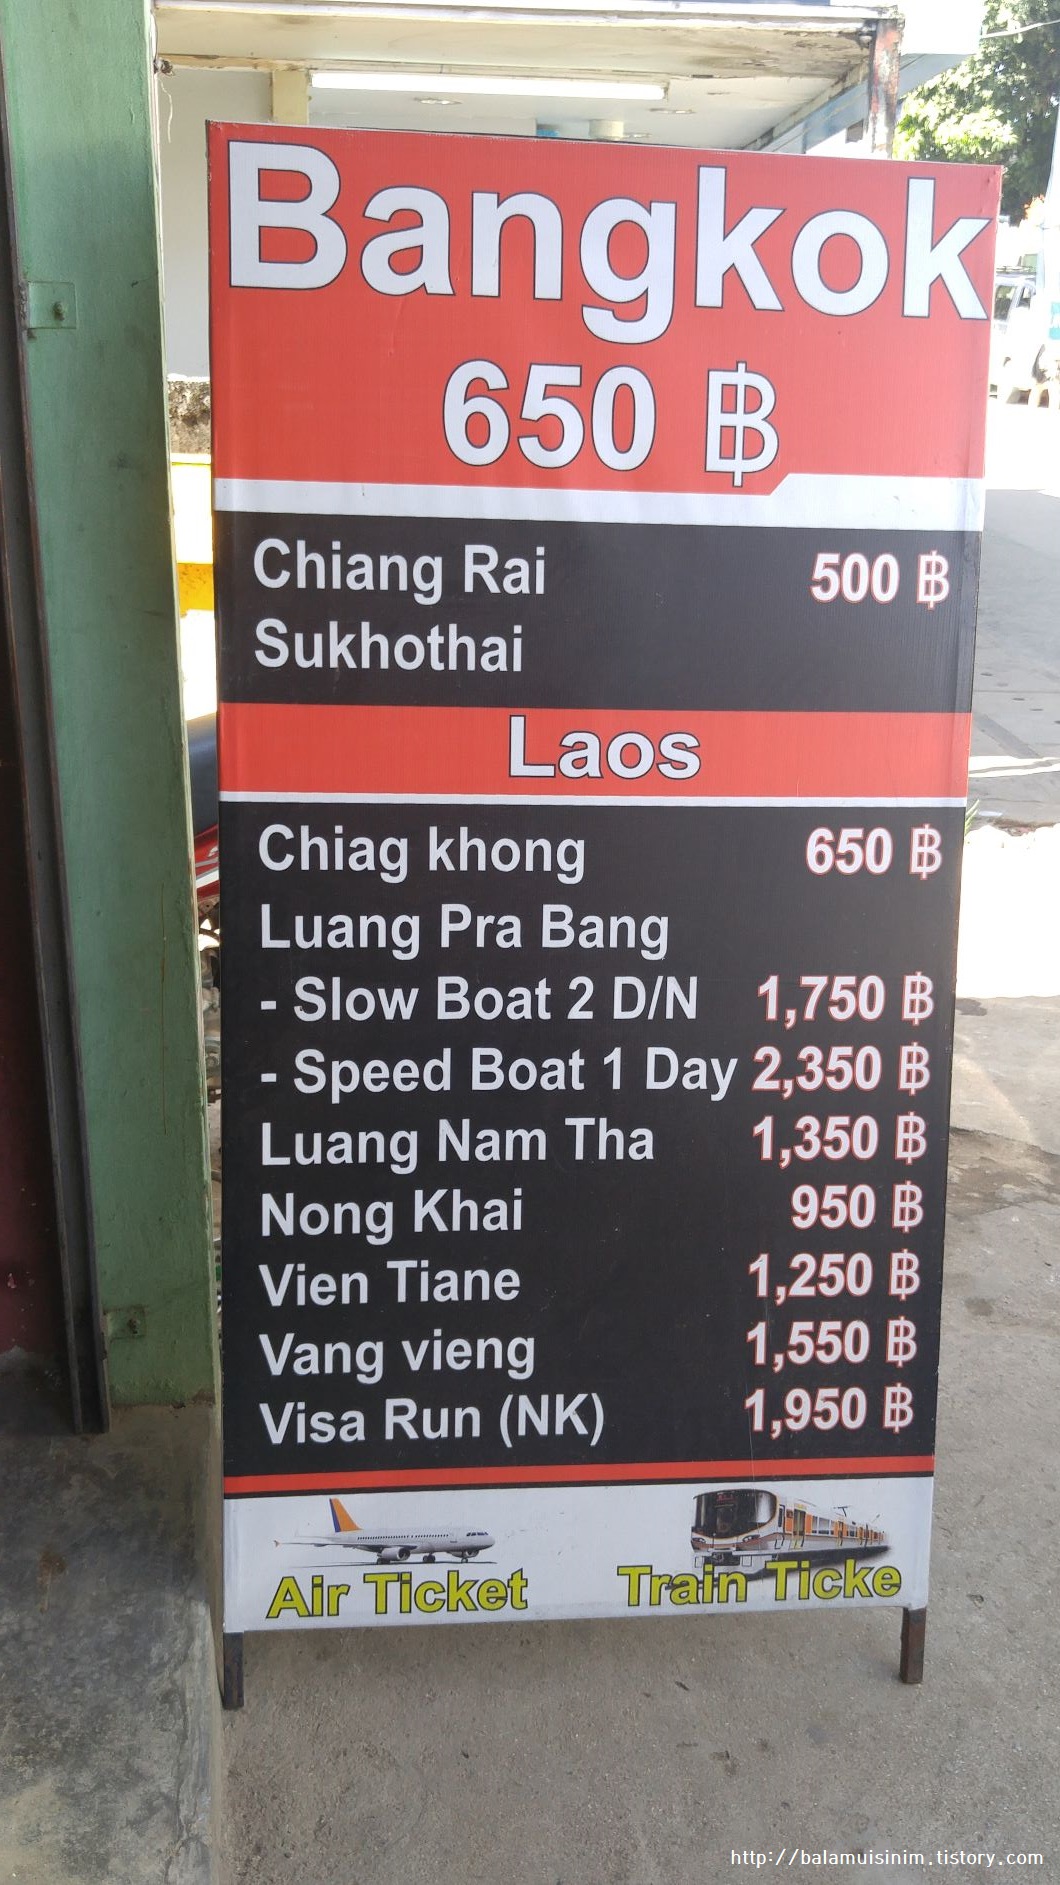 Bangkok
650 ฿
Chiang Rai 500 ฿
Sukhothai
Laos
Chiag khong 650 ฿
Luang Pra Bang
- Slow Boat 2 D/N 1,750 ฿
- Speed Boat 1 Day 2,350 ฿
Luang Nam Tha 1,350 ฿
Nong Khai 950 ฿
Vien Tiane 1,250 ฿
Vang vieng 1,550 ฿
Visa Run (NK) 1,950 ฿
Air Ticket Train Ticke
http://balamuisinim.tistory.com